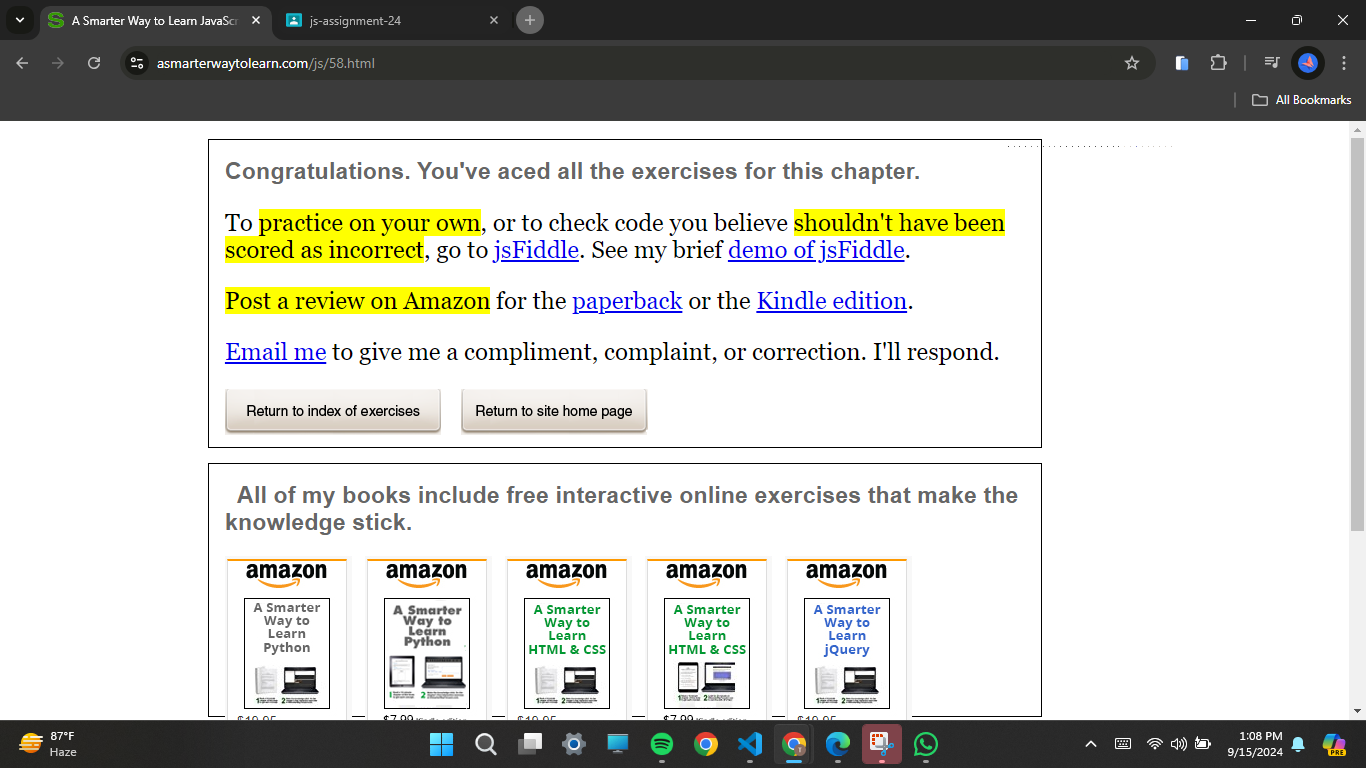 A Smarter Way to Learn JavaScr
js-assignment-24
asmarterwaytolearn.com/js/58.html
All Bookmarks
Congratulations. You've aced all the exercises for this chapter.
To practice on your own, or to check code you believe shouldn't have been
scored as incorrect, go to jsFiddle. See my brief demo of jsFiddle.
Post a review on Amazon for the paperback or the Kindle edition.
Email me to give me a compliment, complaint, or correction. I'll respond.
Return to index of exercises
Return to site home page
All of my books include free interactive online exercises that make the
knowledge stick.
amazon
amazon
amazon
amazon
amazon
A Smarter
Way to
Learn
Python
A Smarter
Way to
Learn
Python
A Smarter
Way to
Learn
HTML & CSS
A Smarter
Way to
Learn
HTML & CSS
A Smarter
Way to
Learn
jQuery
87°F
Haze
PRE
1:08 PM
9/15/2024